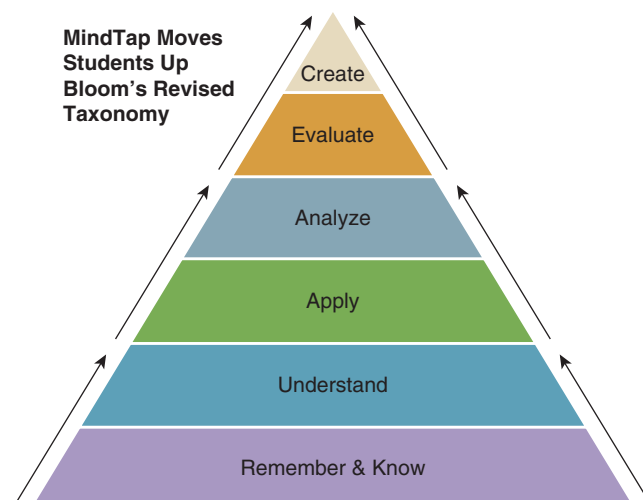 MindTap Moves
Students Up
Bloom's Revised
Taxonomy
Create
Evaluate
Analyze
Apply
Understand
Remember & Know